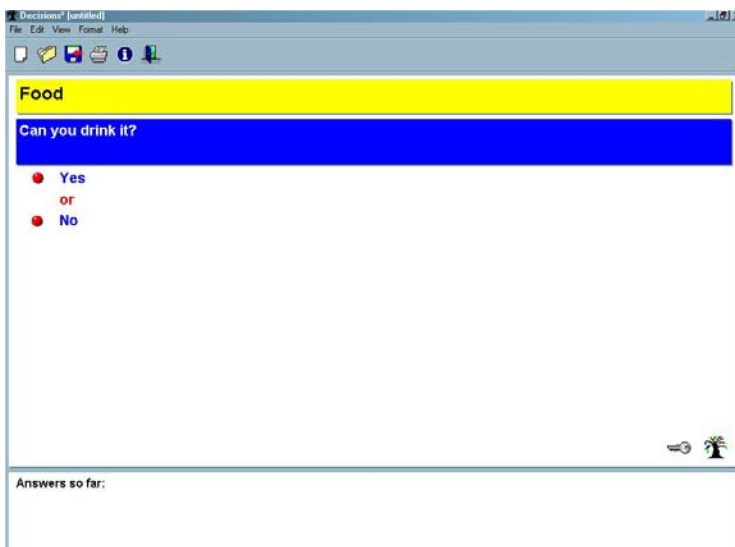 Decisions³ [untitled]
File Edit View Format Help
Food
Can you drink it?
Yes
or
No
Answers so far: